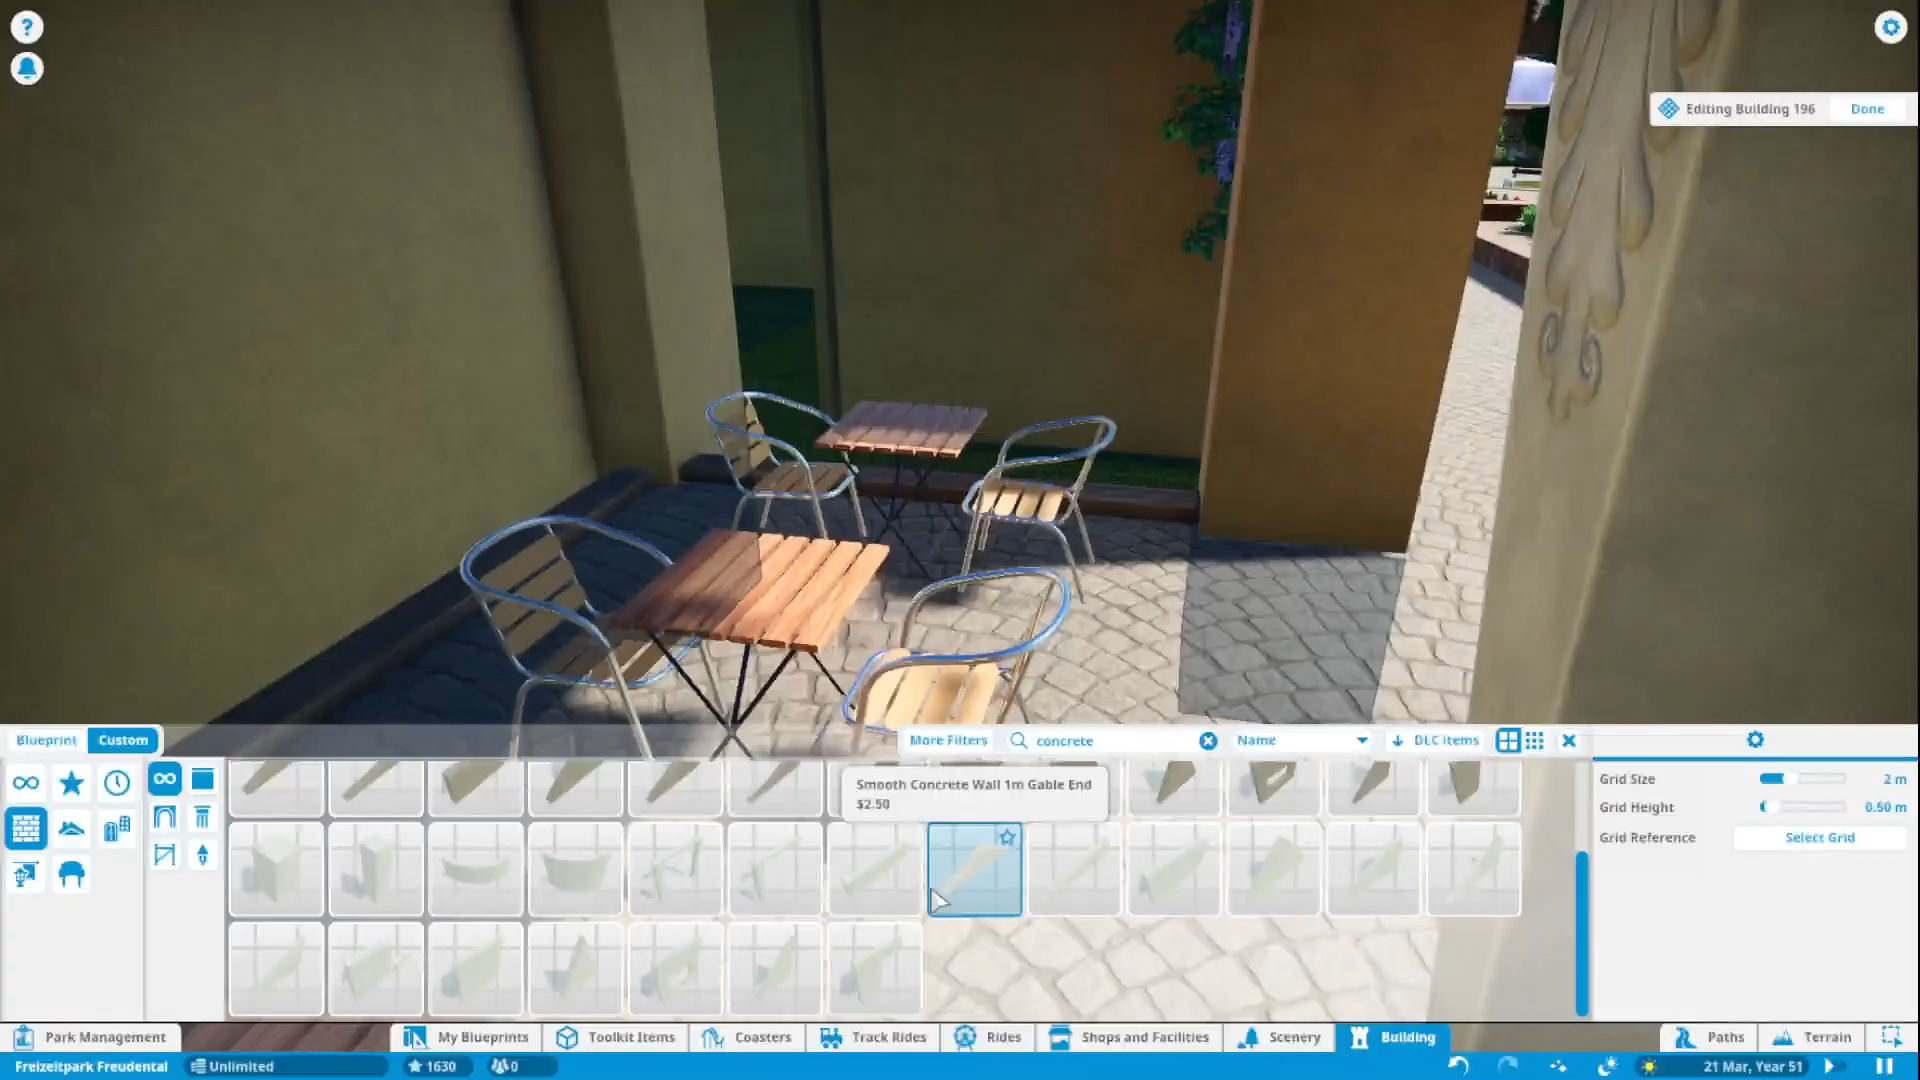 ?
Editing Building 196
Done
Blueprint
Custom
More Filters
concrete
Name
DLC Items
Smooth Concrete Wall 1m Gable End
$2.50
Grid Size
2 m
Grid Height
0.50 m
Grid Reference
Select Grid
Park Management
My Blueprints
Toolkit Items
Coasters
Track Rides
Rides
Shops and Facilities
Scenery
Building
Paths
Terrain
Freizeitpark Freudental
Unlimited
1630
0
21 Mar, Year 51